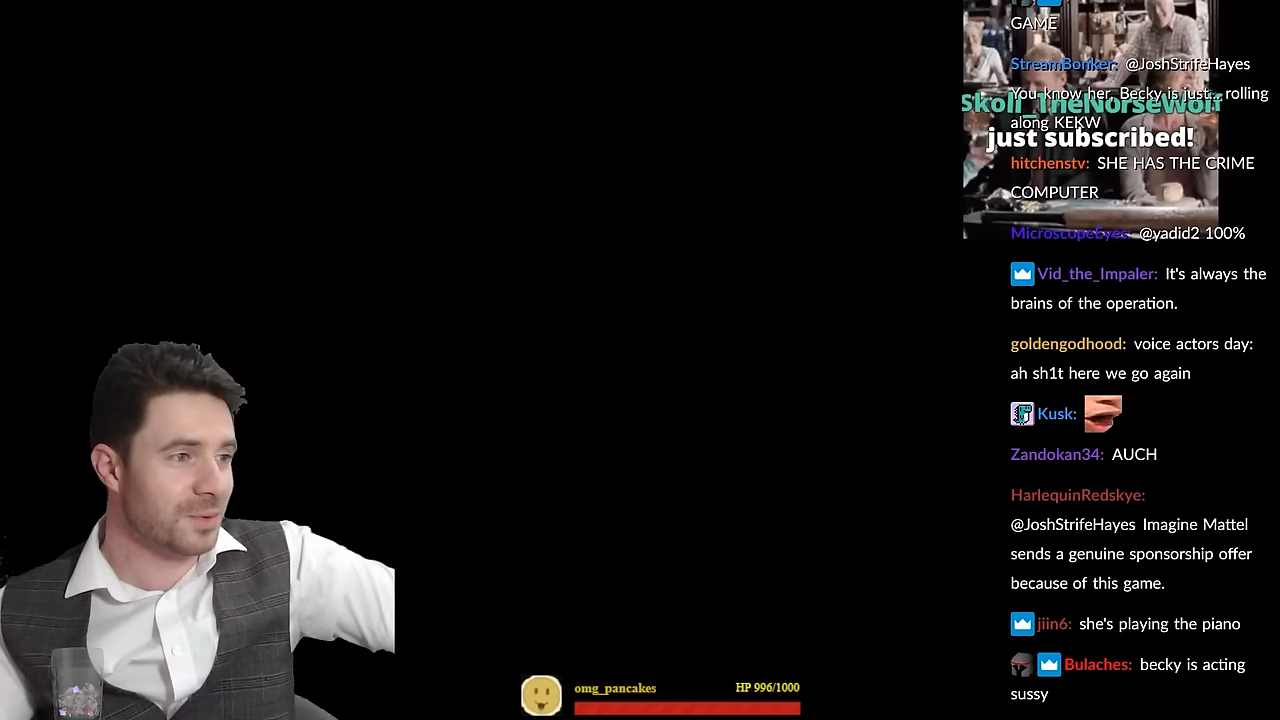 GAME
StreamBonker: @JoshStrifeHayes
You know her, Becky is just.. rolling
along KEKW
Skoll_TheNorseWolf
just subscribed!
hitchenstv: SHE HAS THE CRIME
COMPUTER
MicroscopeEyes: @yadid2 100%
Vid_the_Impaler: It's always the
brains of the operation.
goldengodhood: voice actors day:
ah sh1t here we go again
Kusk:
Zandokan34: AUCH
HarlequinRedskye:
@JoshStrifeHayes Imagine Mattel
sends a genuine sponsorship offer
because of this game.
jiin6: she's playing the piano
Bulaches: becky is acting
sussy
omg_pancakes HP 996/1000